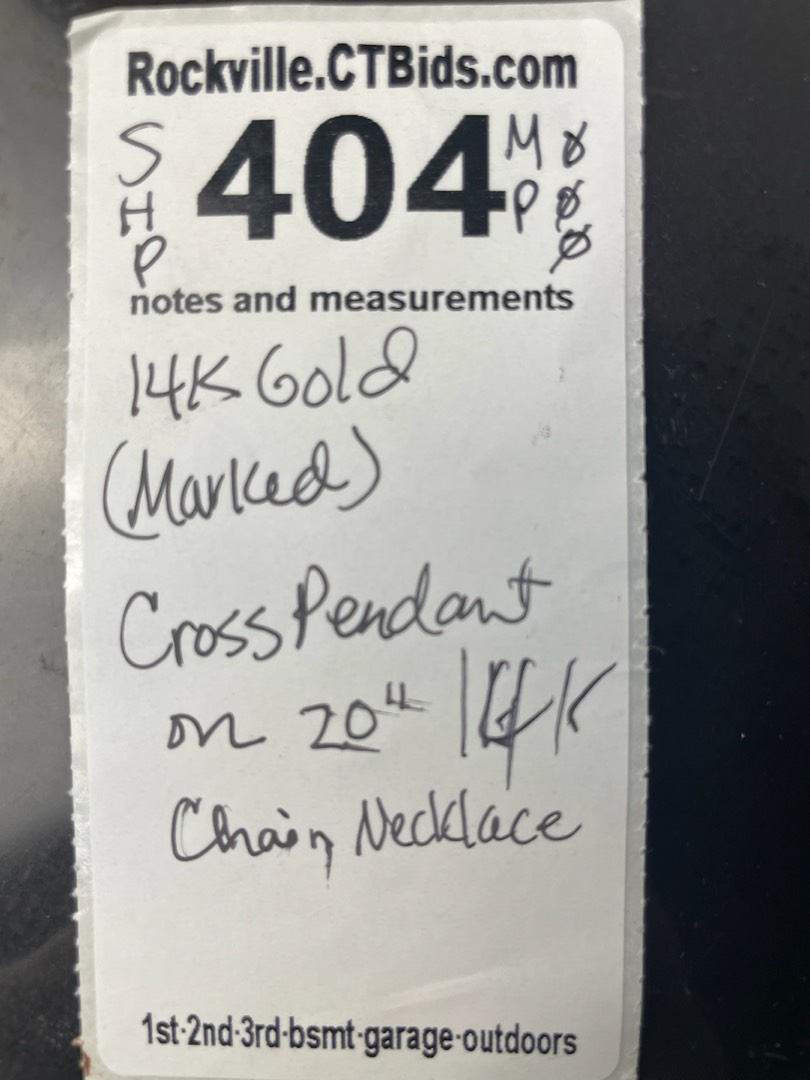 Rockville.CTBids.com
SHP
404
MP
ØØØ
notes and measurements
14K Gold
(Marked)
Cross Pendant
on 20" 14K
Chain Necklace
1st·2nd·3rd·bsmt·garage·outdoors